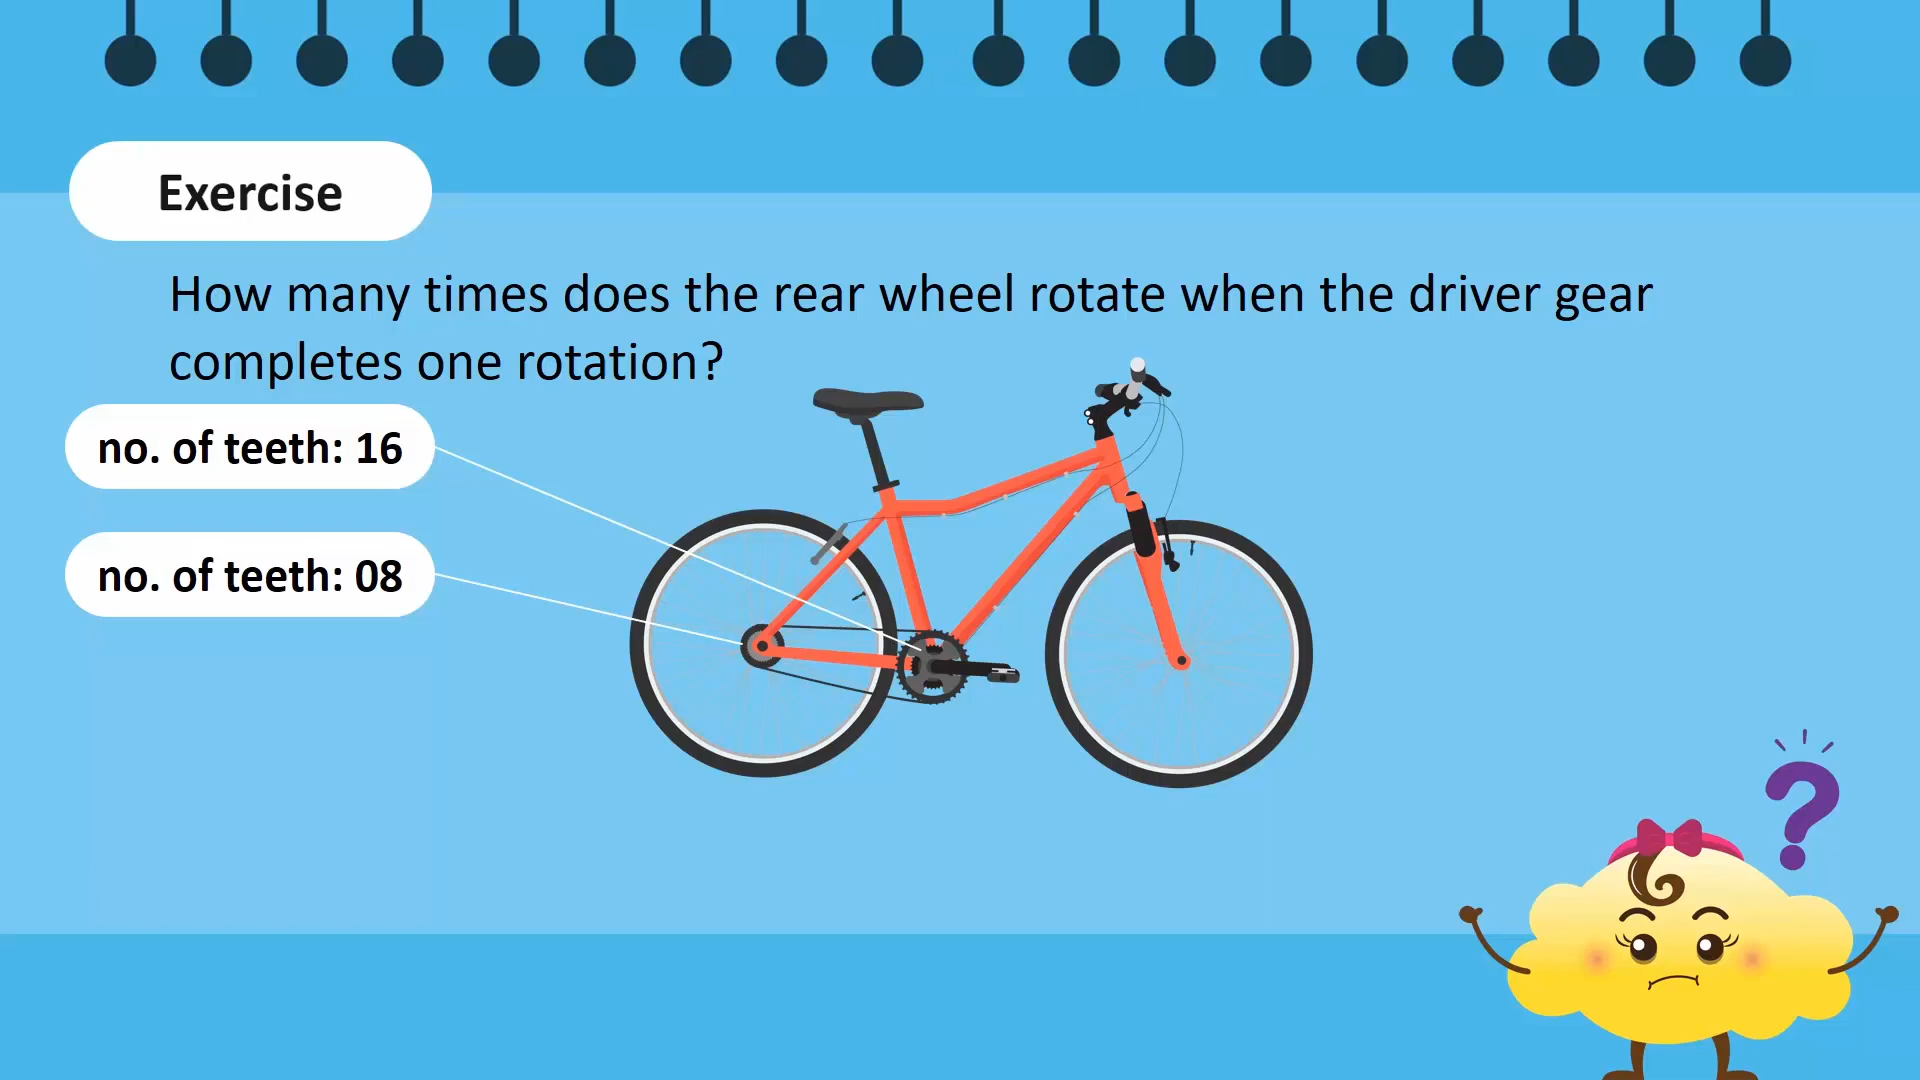 Exercise
How many times does the rear wheel rotate when the driver gear
completes one rotation?
no. of teeth: 16
no. of teeth: 08
?